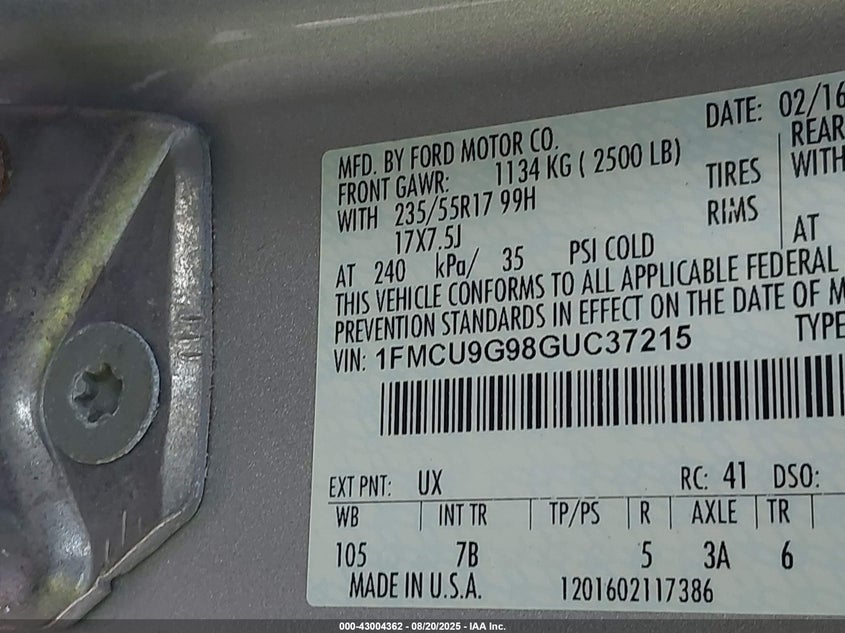 DATE: 02/16
MFD. BY FORD MOTOR CO.
FRONT GAWR: 1134 KG ( 2500 LB)
REAR
WITH 235/55R17 99H TIRES WITH
17X7.5J RIMS
AT 240 kPa/ 35 PSI COLD AT
THIS VEHICLE CONFORMS TO ALL APPLICABLE FEDERAL
PREVENTION STANDARDS IN EFFECT ON THE DATE OF M
VIN: 1FMCU9G98GUC37215 TYPE
EXT PNT: UX RC: 41 DSO:
WB INT TR TP/PS R AXLE TR
105 7B 5 3A 6
MADE IN U.S.A. 1201602117386
000-43004362 - 08/20/2025 - IAA Inc.